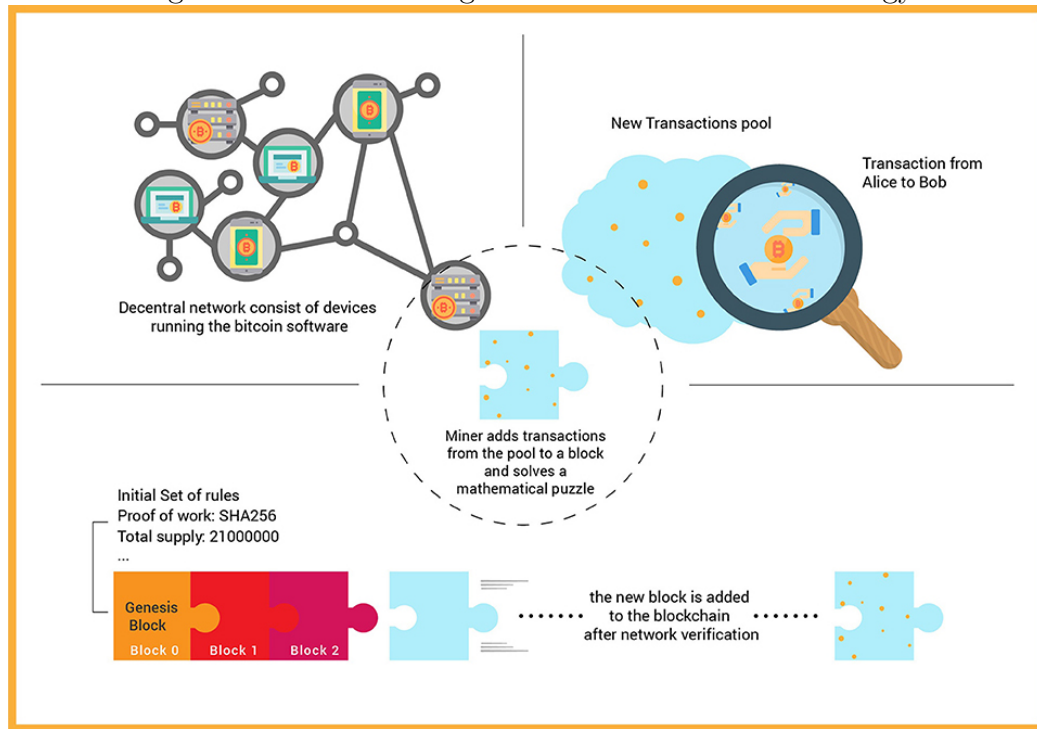 New Transactions pool
Transaction from
Alice to Bob
Decentral network consist of devices
running the bitcoin software
Miner adds transactions
from the pool to a block
and solves a
mathematical puzzle
Initial Set of rules
Proof of work: SHA256
Total supply: 21000000
...
Genesis
Block
Block 0
Block 1
Block 2
the new block is added
to the blockchain
after network verification